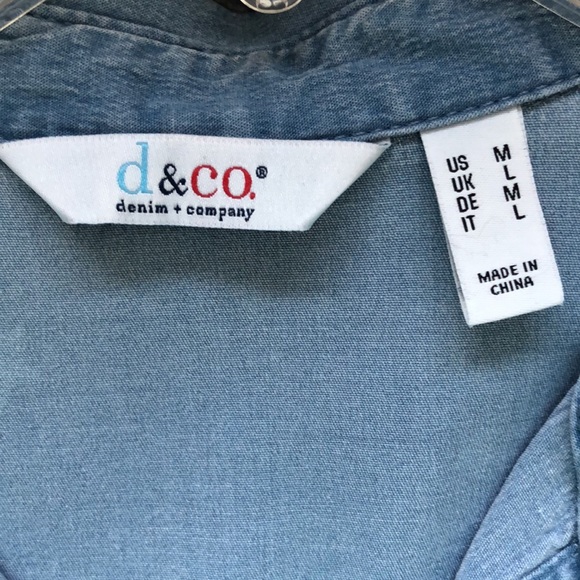 d&co.®
denim + company
US M
UK L
DE M
IT L
MADE IN
CHINA